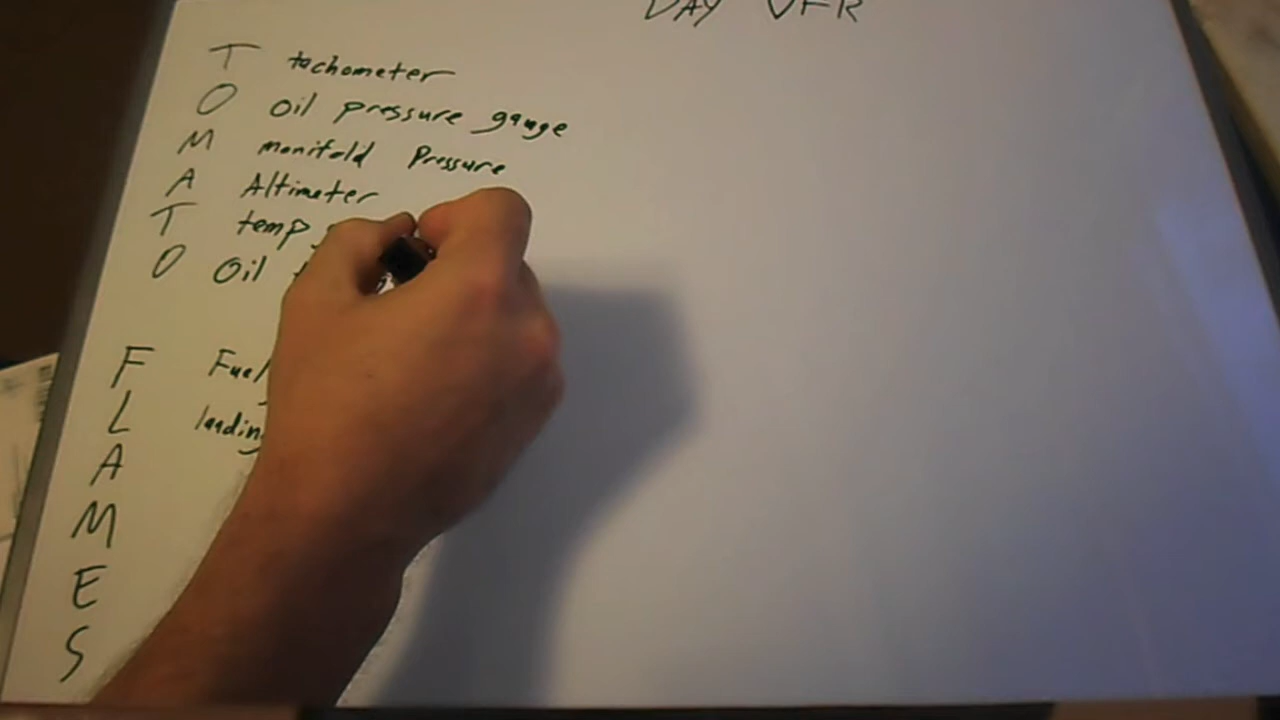 DAY VFR
T tachometer
O Oil pressure gauge
M manifold Pressure
A Altimeter
T temp
O Oil
F Fuel
L landing
A
M
E
S